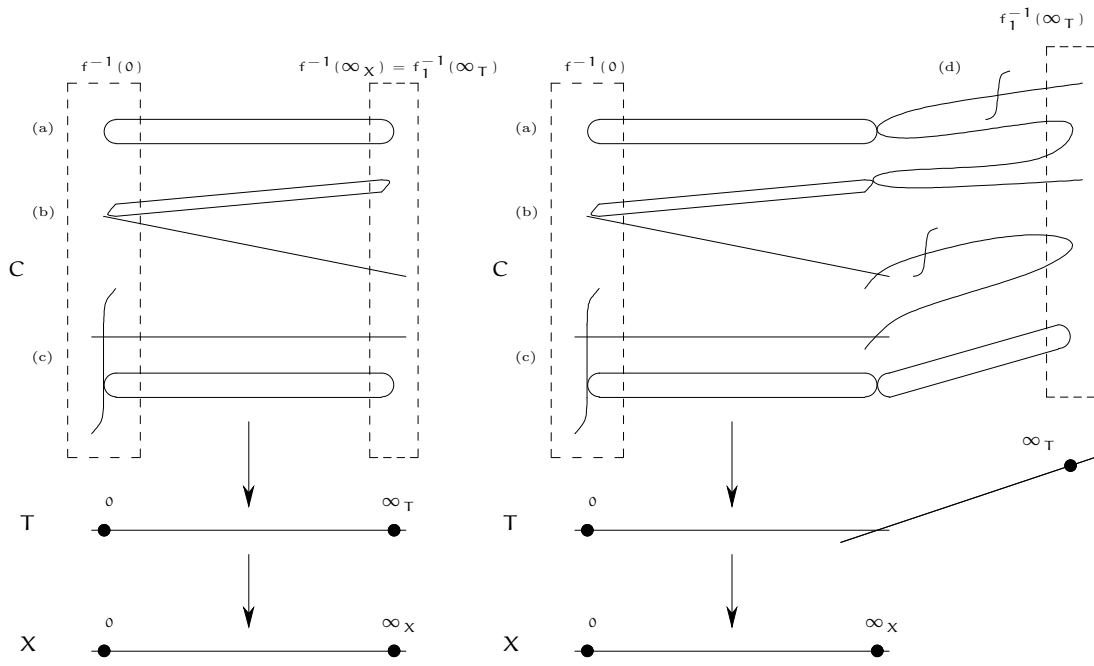 f₁⁻¹(∞_T)
f⁻¹(0) f⁻¹(∞_X) = f₁⁻¹(∞_T) f⁻¹(0) (d)
(a) (a)
(b) (b)
C C
(c) (c)
∞_T
0 ∞_T 0
T T
0 ∞_X 0 ∞_X
X X